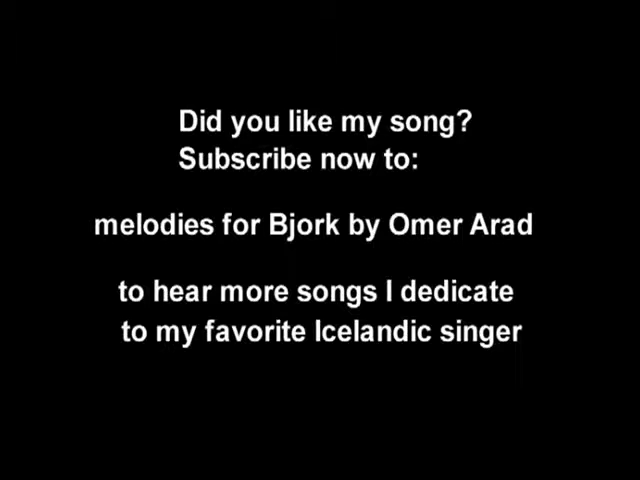 Did you like my song?
Subscribe now to:
melodies for Bjork by Omer Arad
to hear more songs I dedicate
to my favorite Icelandic singer